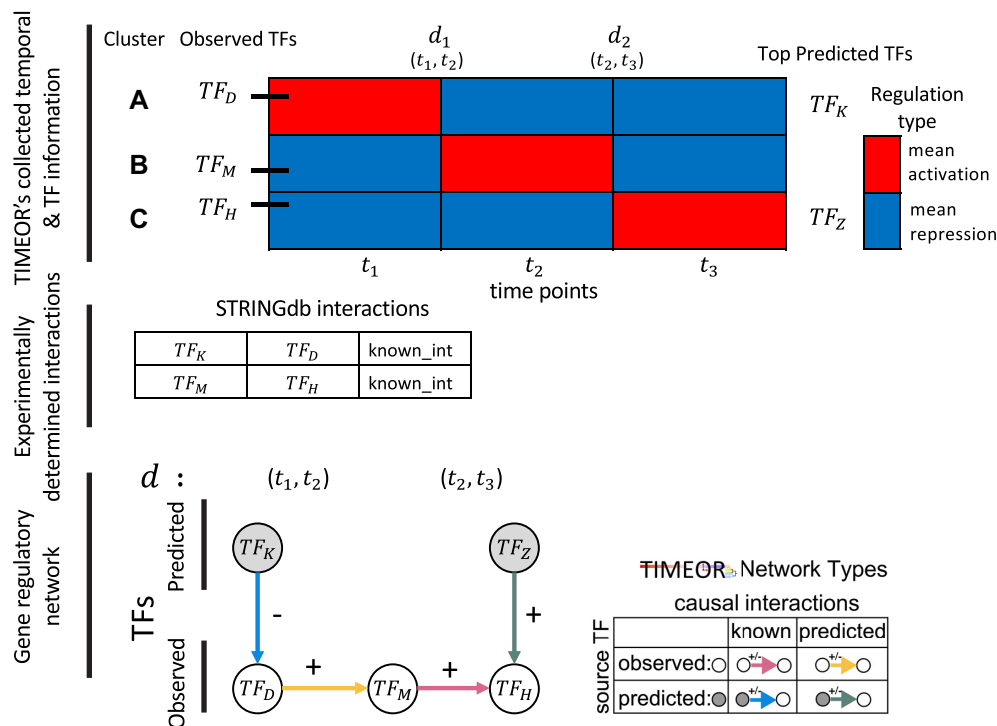 TIMEOR's collected temporal
& TF information
Cluster
Observed TFs
d1
(t1, t2)
d2
(t2, t3)
Top Predicted TFs
A
TFD
TFK
B
TFM
C
TFH
TFZ
Regulation
type
mean
activation
mean
repression
t1
t2
t3
time points
Experimentally
determined interactions
STRINGdb interactions
TFK TFD known_int
TFM TFH known_int
Gene regulatory
network
d :
(t1, t2)
(t2, t3)
TFs
Predicted
Observed
TFK
TFZ
-
+
TFD
+
TFM
+
TFH
TIMEOR Network Types
causal interactions
source TF
known predicted
observed: +/- +/-
predicted: +/- +/-